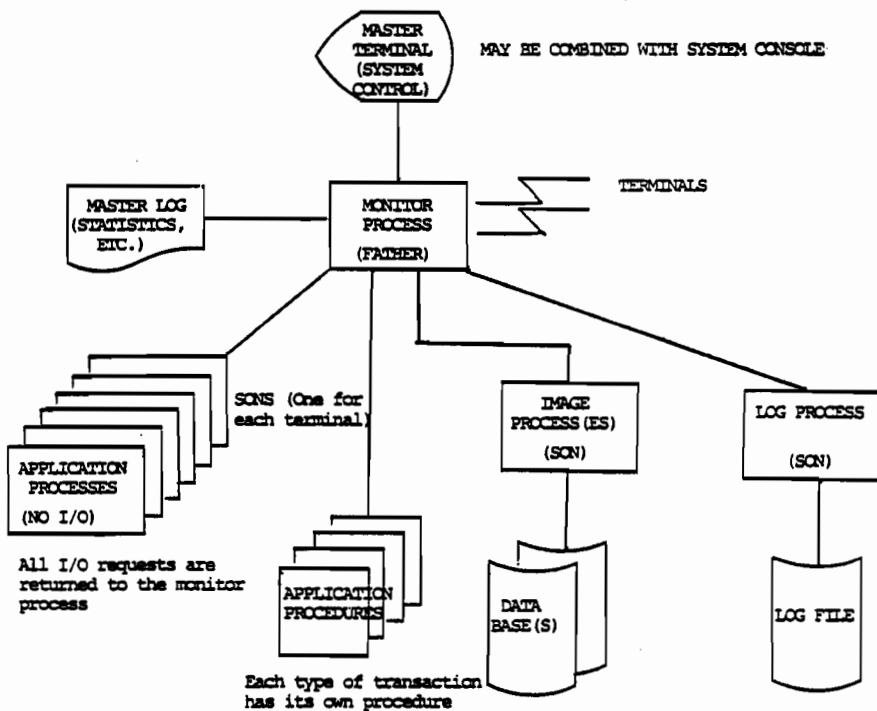 MASTER
TERMINAL
(SYSTEM
CONTROL)
MAY BE COMBINED WITH SYSTEM CONSOLE
MASTER LOG
(STATISTICS,
ETC.)
MONITOR
PROCESS
(FATHER)
TERMINALS
SONS (One for
each terminal)
APPLICATION
PROCESSES
(NO I/O)
All I/O requests are
returned to the monitor
process
APPLICATION
PROCEDURES
Each type of transaction
has its own procedure
IMAGE
PROCESS(ES)
(SON)
DATA
BASE(S)
LOG PROCESS
(SON)
LOG FILE